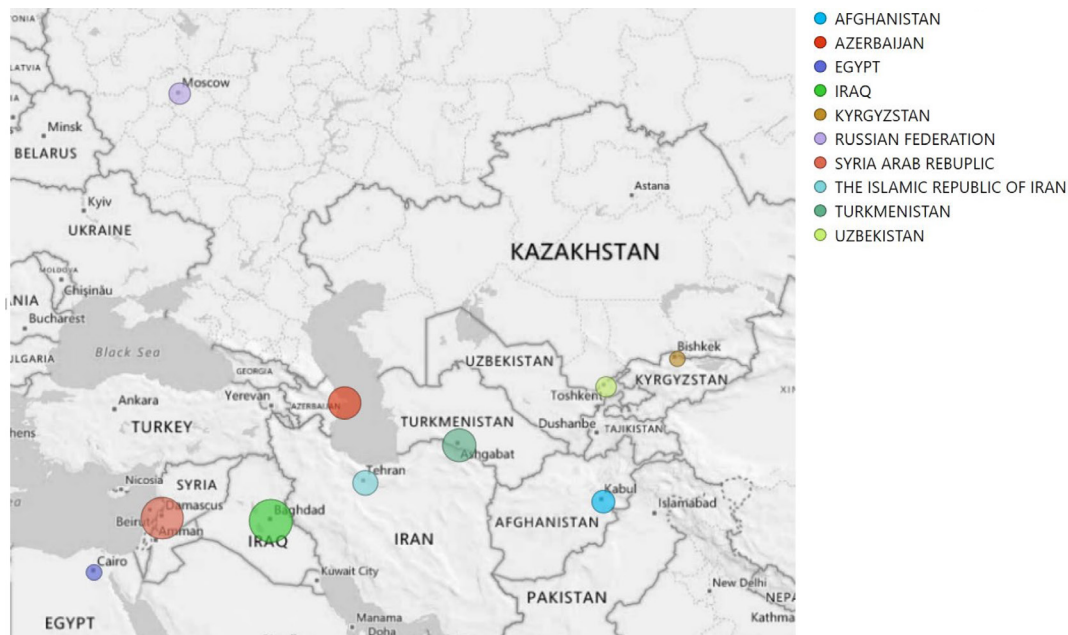 LATVIA
Moscow
Minsk
BELARUS
Kyiv
UKRAINE
MOLDOVA
Chişinău
Bucharest
Black Sea
GEORGIA
Yerevan
AZERBAIJAN
Ankara
TURKEY
Nicosia
SYRIA
Damascus
Beirut
Amman
Baghdad
IRAQ
Cairo
EGYPT
Kuwait City
Manama
Doha
Tehran
IRAN
Astana
KAZAKHSTAN
UZBEKISTAN
Bishkek
KYRGYZSTAN
Toshkent
TURKMENISTAN
Ashgabat
Dushanbe
TAJIKISTAN
Kabul
AFGHANISTAN
Islamabad
PAKISTAN
New Delhi
AFGHANISTAN
AZERBAIJAN
EGYPT
IRAQ
KYRGYZSTAN
RUSSIAN FEDERATION
SYRIA ARAB REBUPLIC
THE ISLAMIC REPUBLIC OF IRAN
TURKMENISTAN
UZBEKISTAN